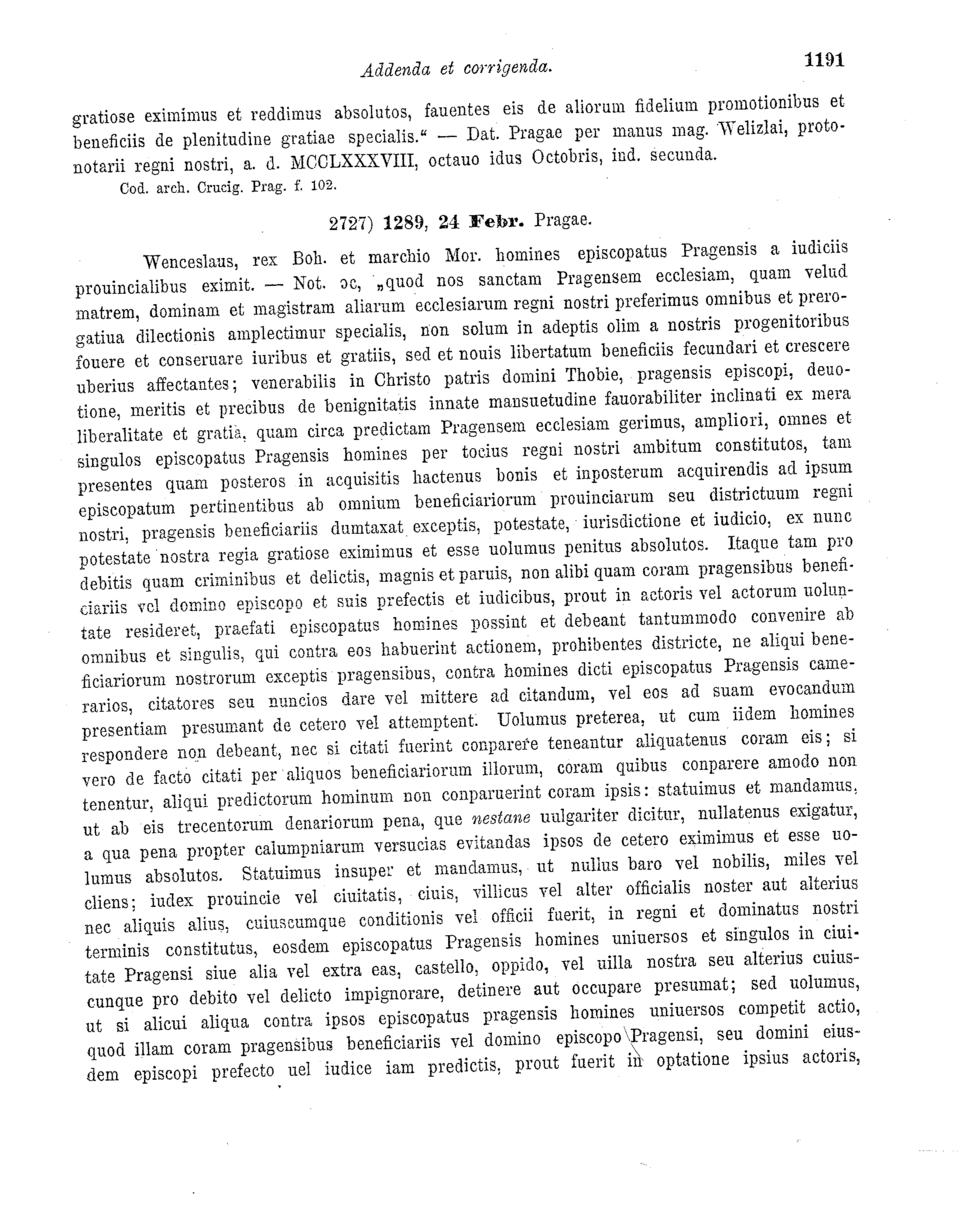 Addenda et corrigenda.
1191
gratiose eximimus et reddimus absolutos, fauentes eis de aliorum fidelium promotionibus et
beneficiis de plenitudine gratiae specialis.“ — Dat. Pragae per manus mag. Welizlai, proto-
notarii regni nostri, a. d. MCCLXXXVIII, octauo idus Octobris, ind. secunda.
Cod. arch. Crucig. Prag. f. 102.
2727) 1289, 24 Febr. Pragae.
Wenceslaus, rex Boh. et marchio Mor. homines episcopatus Pragensis a iudiciis
prouincialibus eximit. — Not. ɔc, „quod nos sanctam Pragensem ecclesiam, quam velud
matrem, dominam et magistram aliarum ecclesiarum regni nostri preferimus omnibus et prero-
gatiua dilectionis amplectimur specialis, non solum in adeptis olim a nostris progenitoribus
fouere et conseruare iuribus et gratiis, sed et nouis libertatum beneficiis fecundari et crescere
uberius affectantes; venerabilis in Christo patris domini Thobie, pragensis episcopi, deuo-
tione, meritis et precibus de benignitatis innate mansuetudine fauorabiliter inclinati ex mera
liberalitate et gratia, quam circa predictam Pragensem ecclesiam gerimus, ampliori, omnes et
singulos episcopatus Pragensis homines per tocius regni nostri ambitum constitutos, tam
presentes quam posteros in acquisitis hactenus bonis et inposterum acquirendis ad ipsum
episcopatum pertinentibus ab omnium beneficiariorum prouinciarum seu districtuum regni
nostri, pragensis beneficiariis dumtaxat exceptis, potestate, iurisdictione et iudicio, ex nunc
potestate nostra regia gratiose eximimus et esse uolumus penitus absolutos. Itaque tam pro
debitis quam criminibus et delictis, magnis et paruis, non alibi quam coram pragensibus benefi-
ciariis vel domino episcopo et suis prefectis et iudicibus, prout in actoris vel actorum uolun-
tate resideret, praefati episcopatus homines possint et debeant tantummodo convenire ab
omnibus et singulis, qui contra eos habuerint actionem, prohibentes districte, ne aliqui bene-
ficiariorum nostrorum exceptis pragensibus, contra homines dicti episcopatus Pragensis came-
rarios, citatores seu nuncios dare vel mittere ad citandum, vel eos ad suam evocandum
presentiam presumant de cetero vel attemptent. Uolumus preterea, ut cum iidem homines
respondere non debeant, nec si citati fuerint conparere teneantur aliquatenus coram eis; si
vero de facto citati per aliquos beneficiariorum illorum, coram quibus conparere amodo non
tenentur, aliqui predictorum hominum non conparuerint coram ipsis: statuimus et mandamus,
ut ab eis trecentorum denariorum pena, que nestane uulgariter dicitur, nullatenus exigatur,
a qua pena propter calumpniarum versucias evitandas ipsos de cetero eximimus et esse uo-
lumus absolutos. Statuimus insuper et mandamus, ut nullus baro vel nobilis, miles vel
cliens; iudex prouincie vel ciuitatis, ciuis, villicus vel alter officialis noster aut alterius
nec aliquis alius, cuiuscumque conditionis vel officii fuerit, in regni et dominatus nostri
terminis constitutus, eosdem episcopatus Pragensis homines uniuersos et singulos in ciui-
tate Pragensi siue alia vel extra eas, castello, oppido, vel uilla nostra seu alterius cuius-
cunque pro debito vel delicto impignorare, detinere aut occupare presumat; sed uolumus,
ut si alicui aliqua contra ipsos episcopatus pragensis homines uniuersos competit actio,
quod illam coram pragensibus beneficiariis vel domino episcopo Pragensi, seu domini eius-
dem episcopi prefecto uel iudice iam predictis, prout fuerit in optatione ipsius actoris,